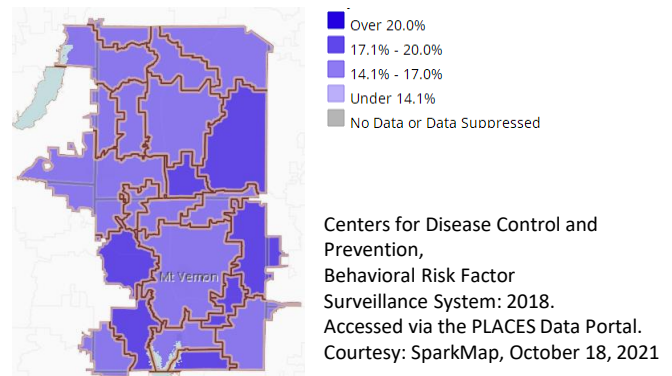 Over 20.0%
17.1% - 20.0%
14.1% - 17.0%
Under 14.1%
No Data or Data Suppressed
Mt Vernon
Centers for Disease Control and
Prevention,
Behavioral Risk Factor
Surveillance System: 2018.
Accessed via the PLACES Data Portal.
Courtesy: SparkMap, October 18, 2021